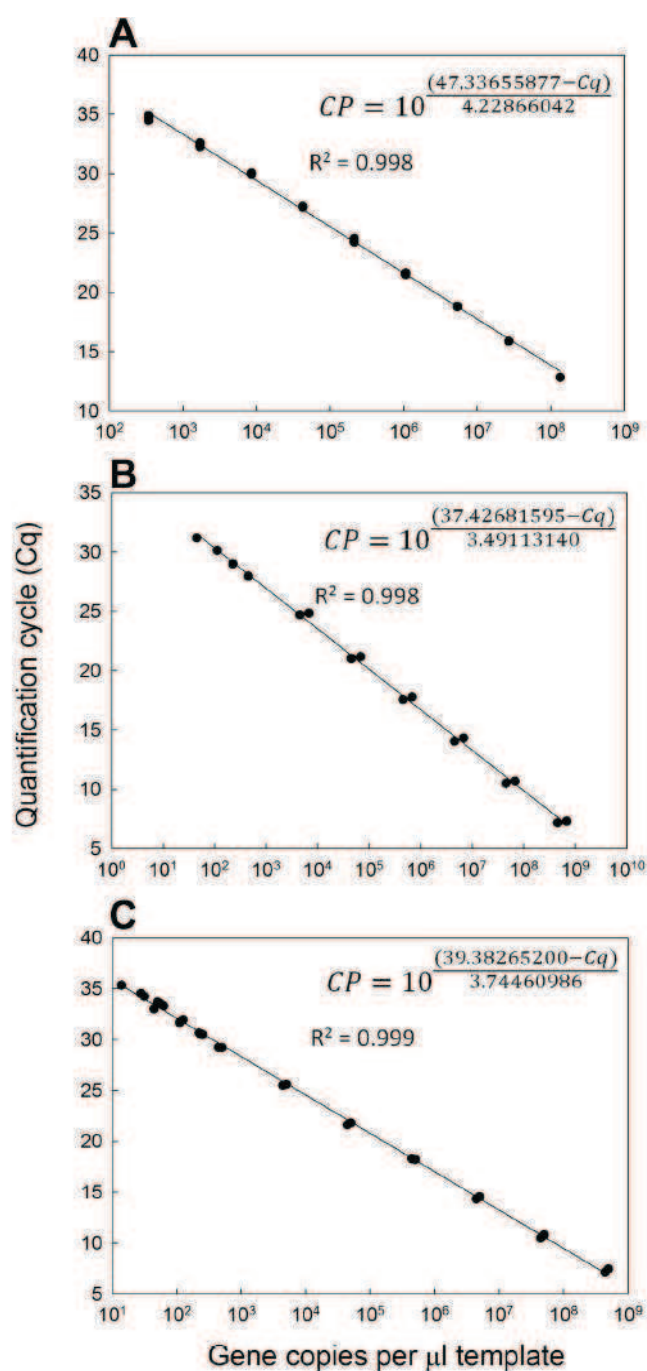 A
40
35
30
25
20
15
10
CP = 10^{\frac{(47.33655877-Cq)}{4.22866042}}
R² = 0.998
10² 10³ 10⁴ 10⁵ 10⁶ 10⁷ 10⁸ 10⁹
B
35
30
25
20
15
10
5
CP = 10^{\frac{(37.42681595-Cq)}{3.49113140}}
R² = 0.998
10⁰ 10¹ 10² 10³ 10⁴ 10⁵ 10⁶ 10⁷ 10⁸ 10⁹ 10¹⁰
Quantification cycle (Cq)
C
40
35
30
25
20
15
10
5
CP = 10^{\frac{(39.38265200-Cq)}{3.74460986}}
R² = 0.999
10¹ 10² 10³ 10⁴ 10⁵ 10⁶ 10⁷ 10⁸ 10⁹
Gene copies per µl template